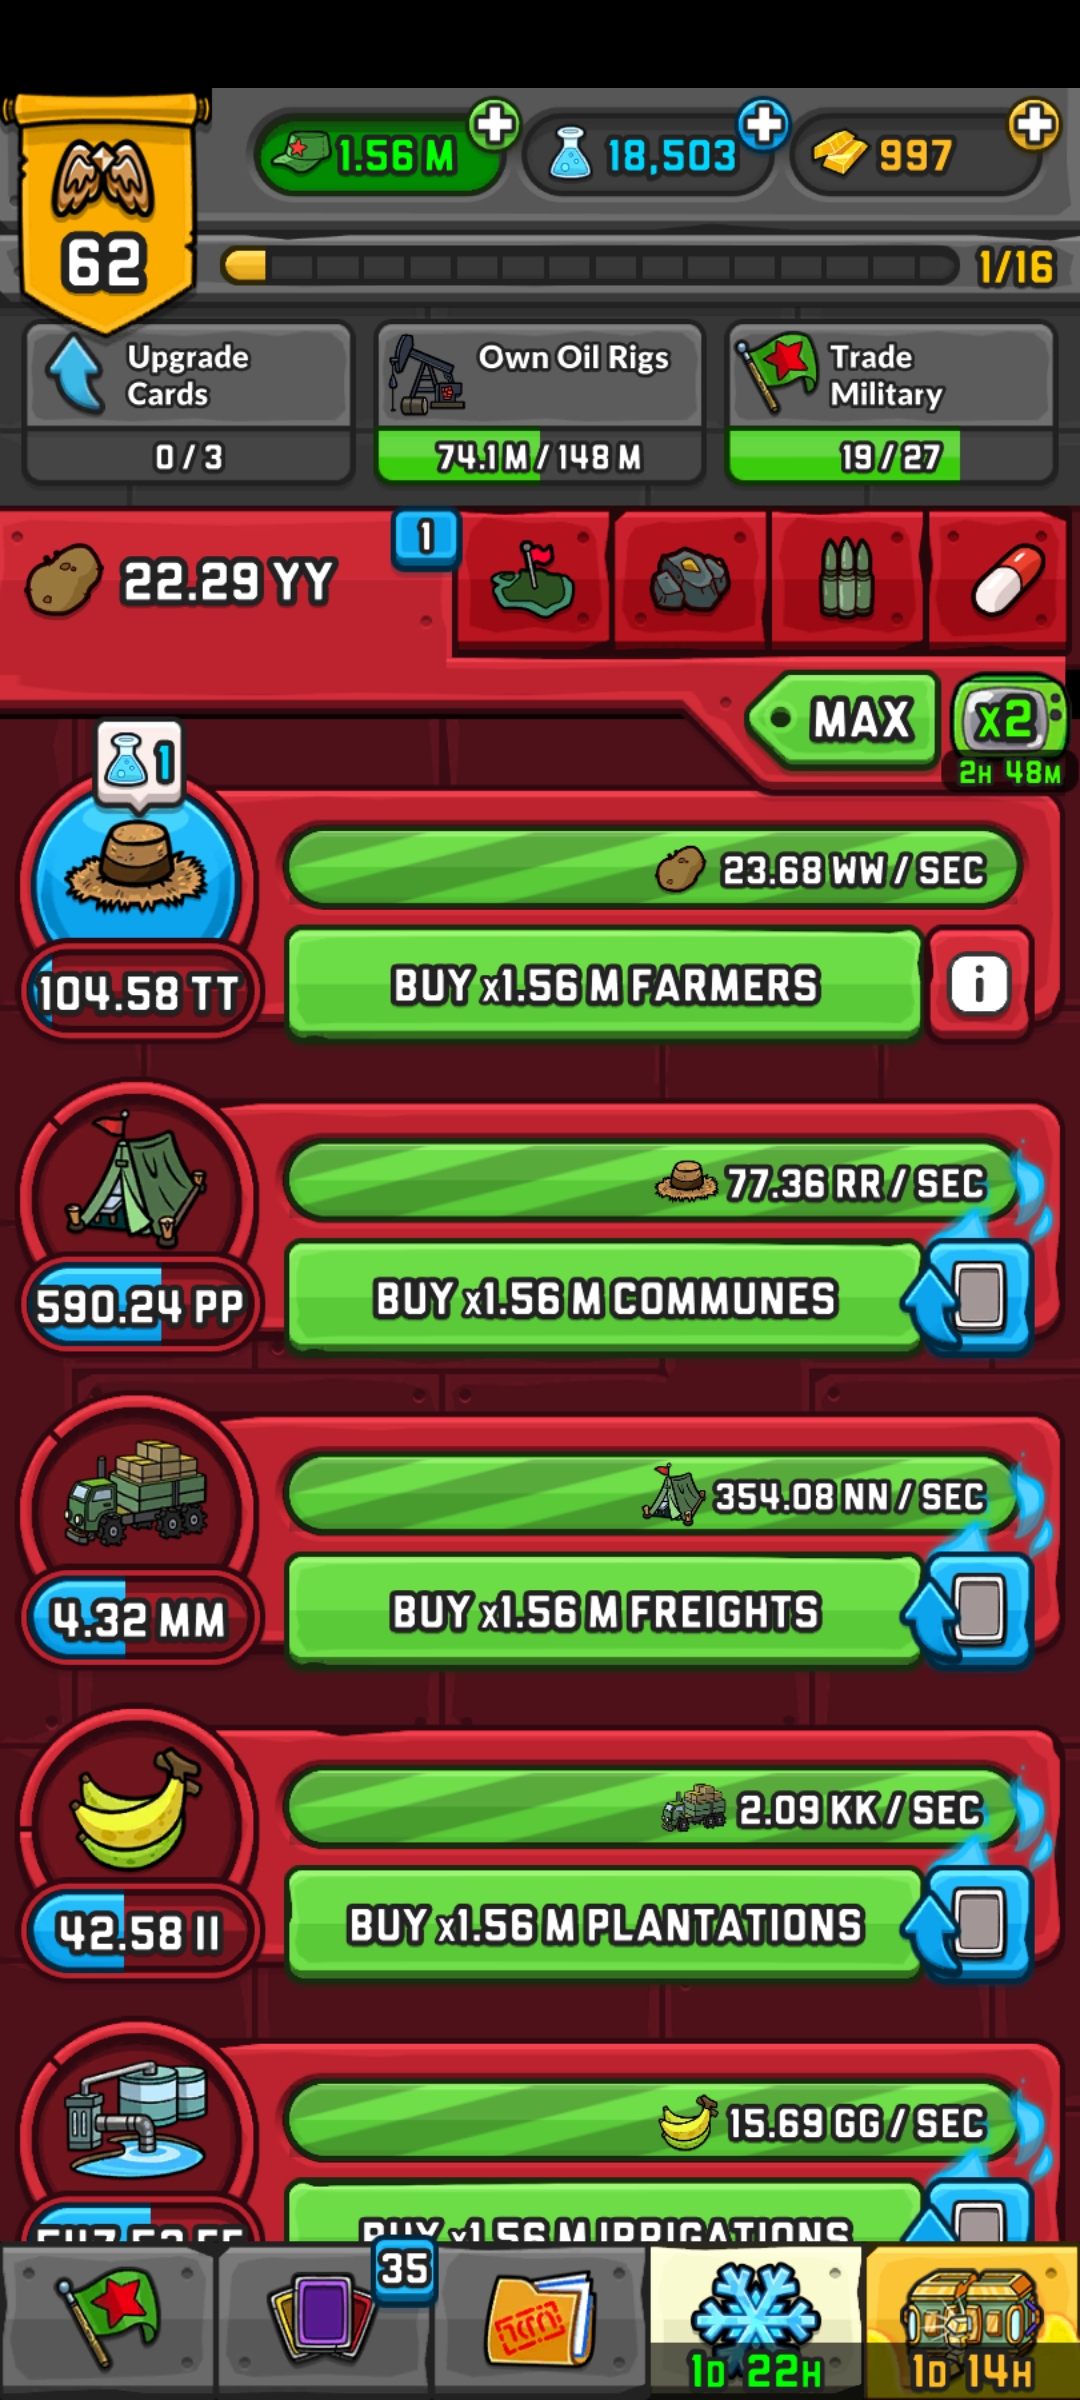 1.56 M
18,503
997
62
1/16
Upgrade
Cards
0 / 3
Own Oil Rigs
74.1 M / 148 M
Trade
Military
19 / 27
22.29 YY
1
MAX
x2
2H 48M
1
23.68 WW / SEC
104.58 TT
BUY x1.56 M FARMERS
i
77.36 RR / SEC
590.24 PP
BUY x1.56 M COMMUNES
354.08 NN / SEC
4.32 MM
BUY x1.56 M FREIGHTS
2.09 KK / SEC
42.58 II
BUY x1.56 M PLANTATIONS
15.69 GG / SEC
BUY x1.56 M IRRIGATIONS
35
1D 22H
1D 14H